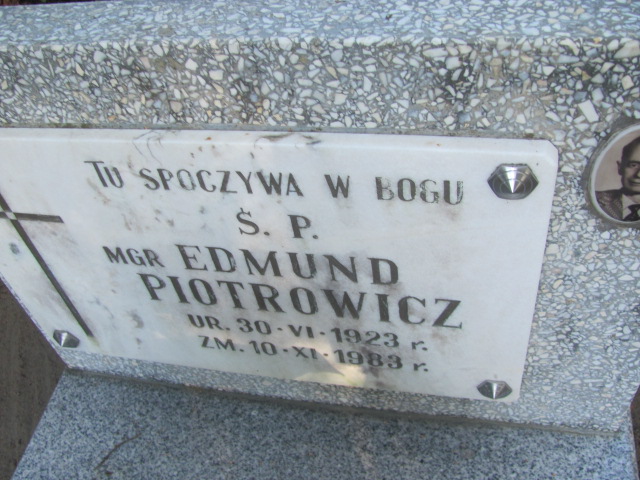 TU SPOCZYWA W BOGU
Ś. P.
MGR EDMUND
PIOTROWICZ
UR. 30·VI·1923 r.
ZM. 10·XI·1983 r.